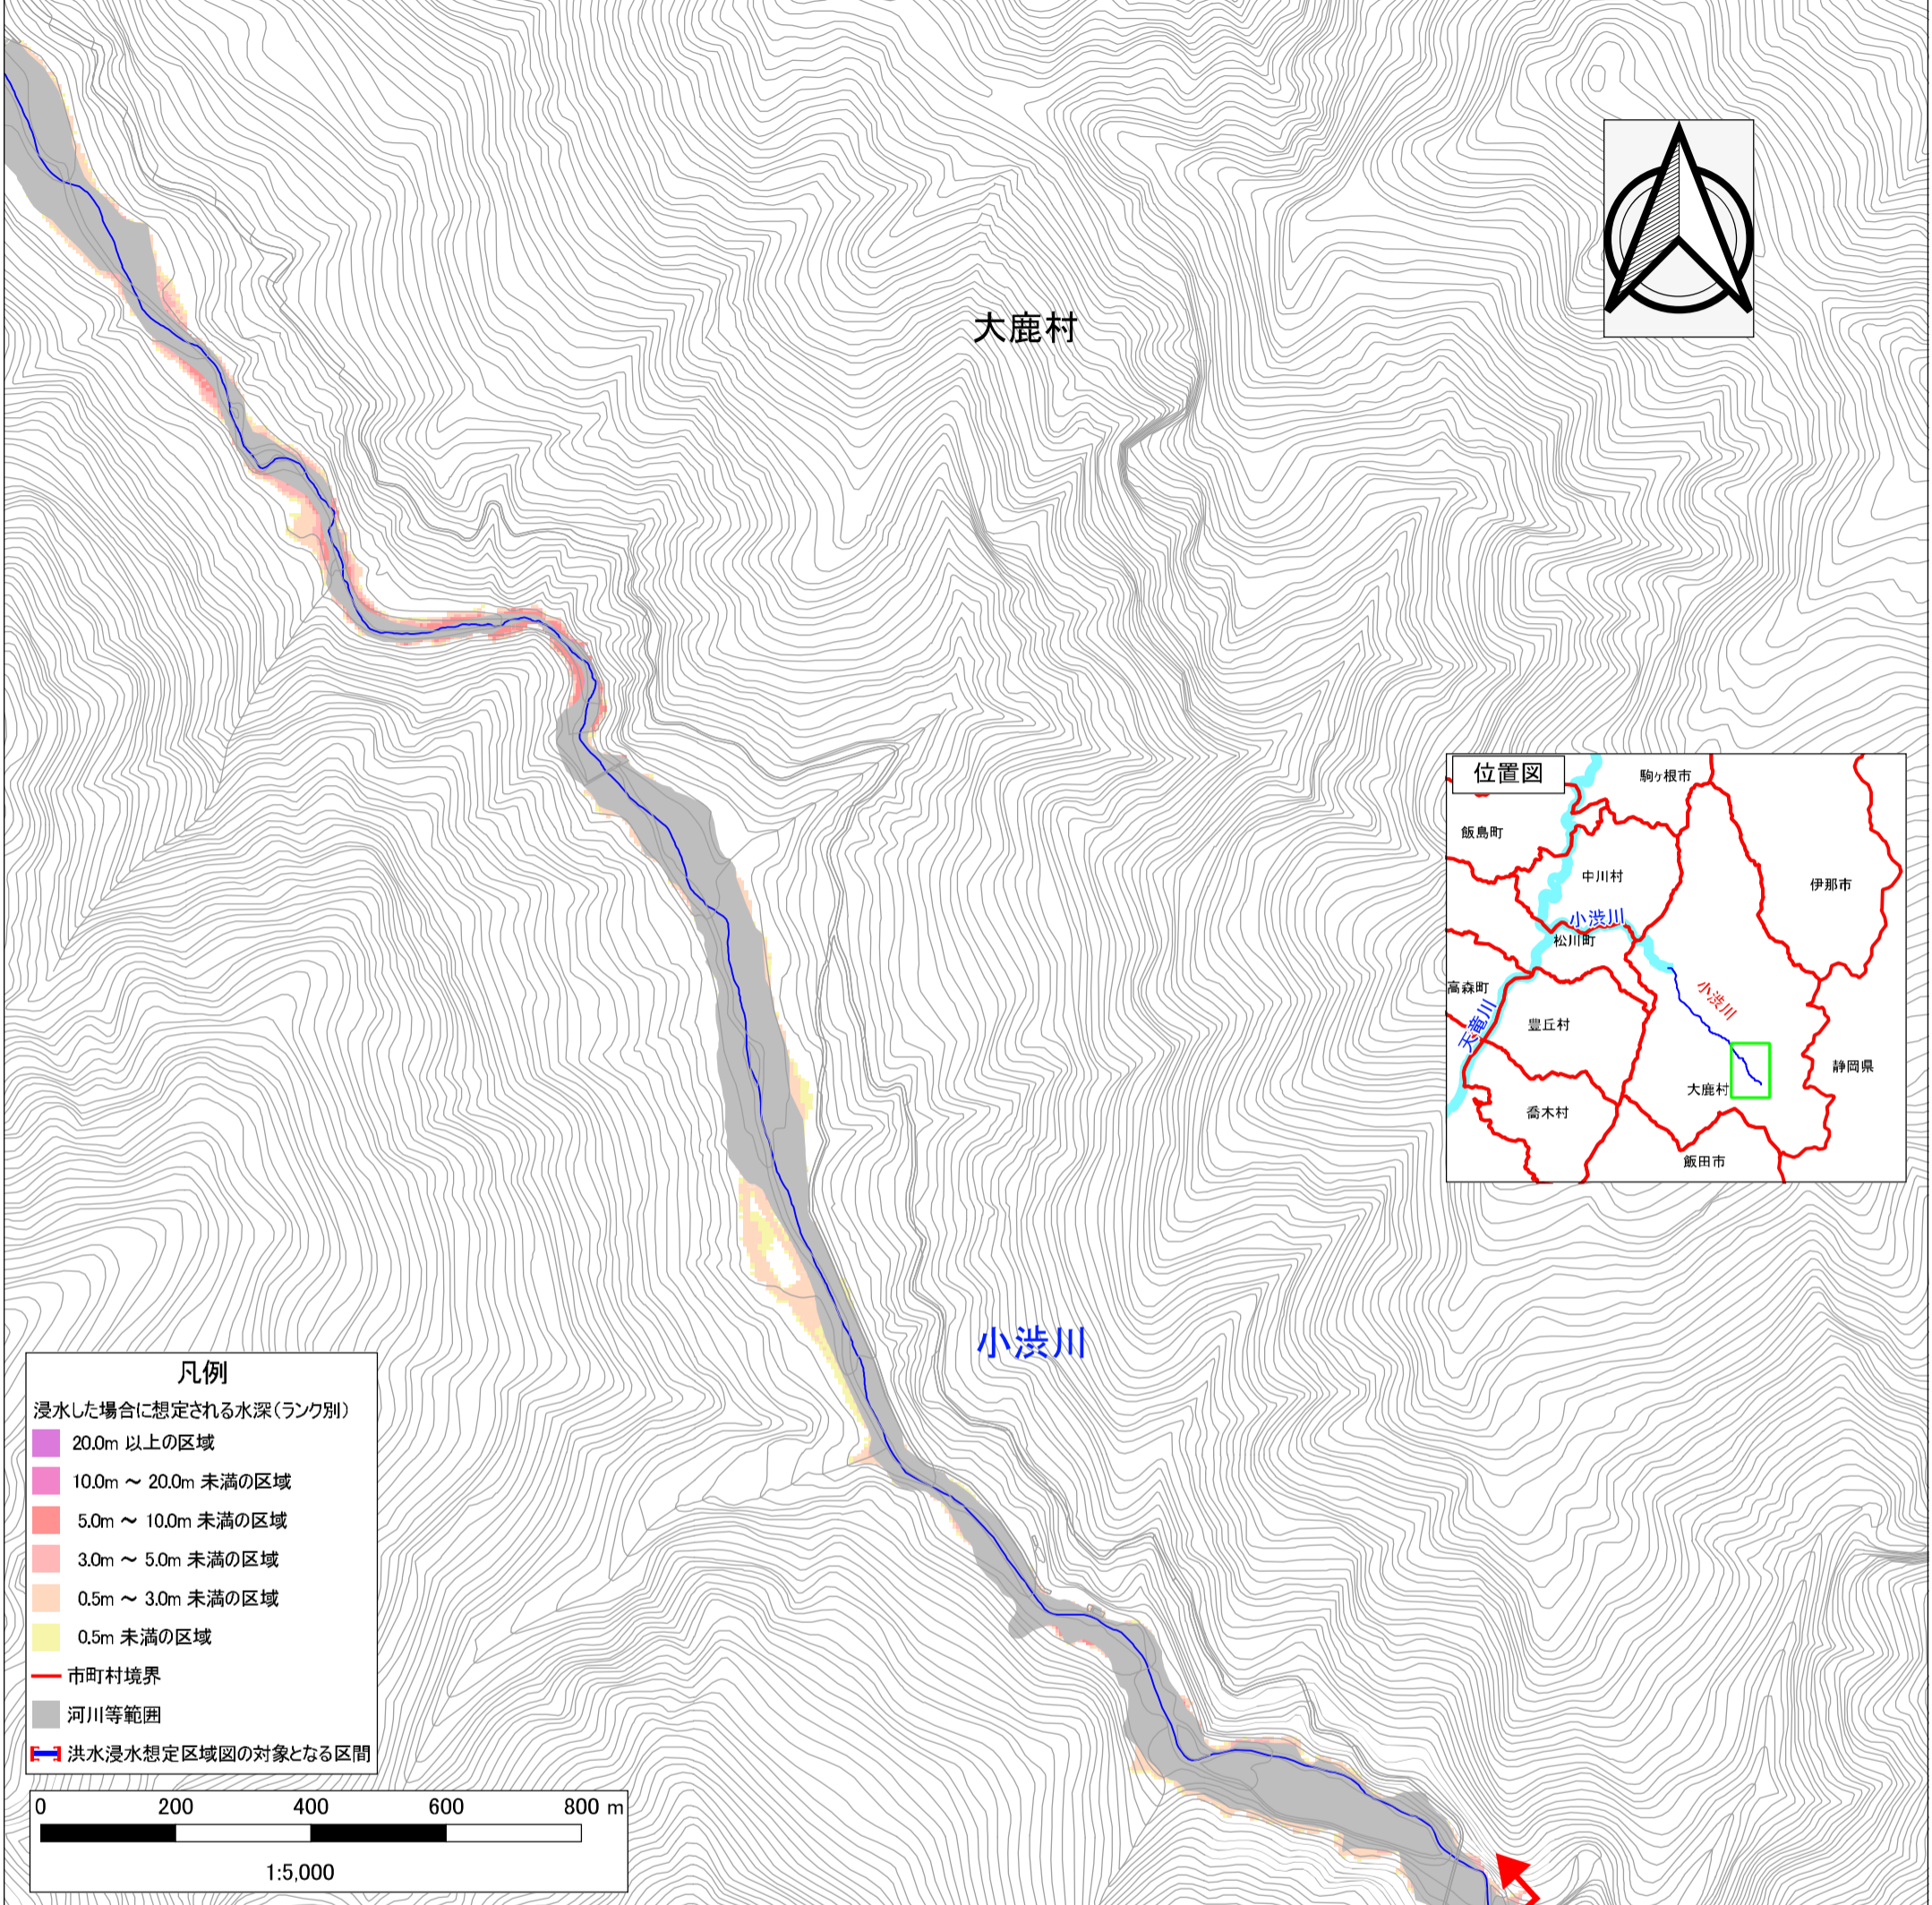 大鹿村
位置図
駒ヶ根市
飯島町
中川村
伊那市
小渋川
松川町
高森町
小渋川
天竜川
豊丘村
静岡県
大鹿村
喬木村
飯田市
小渋川
凡例
浸水した場合に想定される水深(ランク別)
20.0m 以上の区域
10.0m ～ 20.0m 未満の区域
5.0m ～ 10.0m 未満の区域
3.0m ～ 5.0m 未満の区域
0.5m ～ 3.0m 未満の区域
0.5m 未満の区域
市町村境界
河川等範囲
洪水浸水想定区域図の対象となる区間
0 200 400 600 800 m
1:5,000